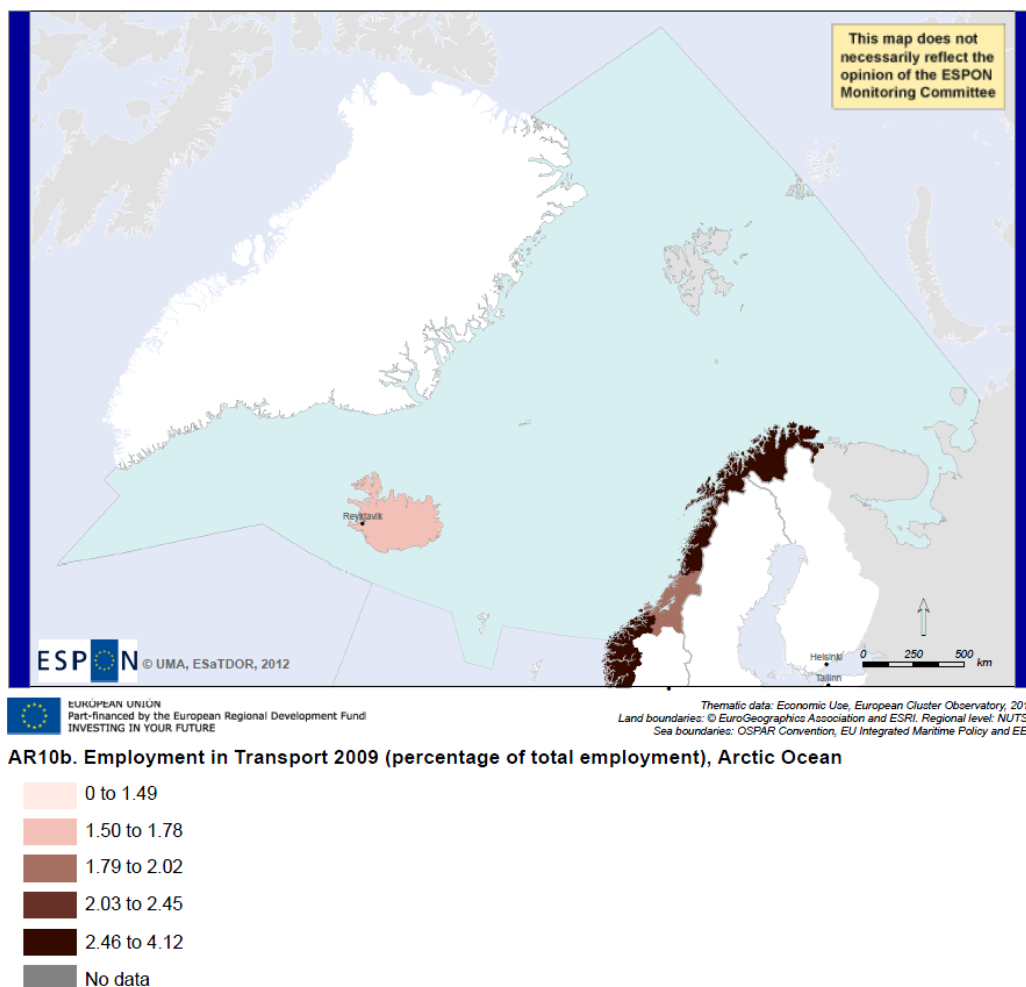 This map does not
necessarily reflect the
opinion of the ESPON
Monitoring Committee
Reykjavik
Helsinki
Tallinn
0 250 500
km
ESPON © UMA, ESaTDOR, 2012
EUROPEAN UNION
Part-financed by the European Regional Development Fund
INVESTING IN YOUR FUTURE
Thematic data: Economic Use, European Cluster Observatory, 201
Land boundaries: © EuroGeographics Association and ESRI. Regional level: NUTS
Sea boundaries: OSPAR Convention, EU Integrated Maritime Policy and EE
AR10b. Employment in Transport 2009 (percentage of total employment), Arctic Ocean
0 to 1.49
1.50 to 1.78
1.79 to 2.02
2.03 to 2.45
2.46 to 4.12
No data